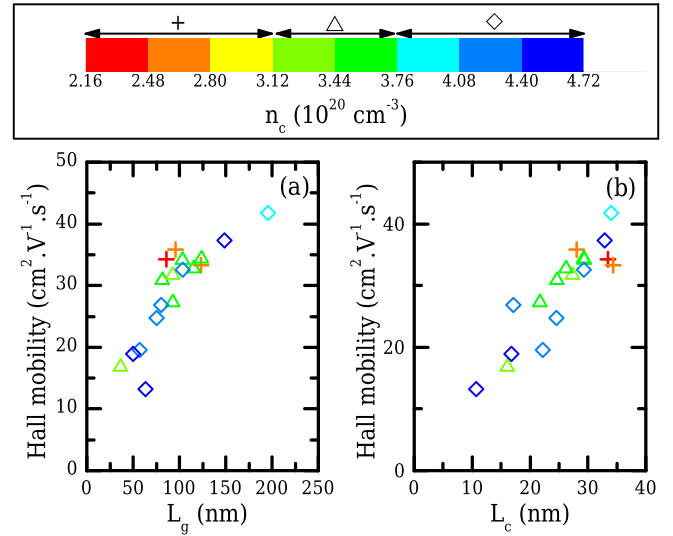 2.16 2.48 2.80 3.12 3.44 3.76 4.08 4.40 4.72
n_c (10^20 cm^-3)
(a)
Hall mobility (cm^2.V^-1.s^-1)
50
40
30
20
10
0
0 50 100 150 200 250
L_g (nm)
(b)
Hall mobility (cm^2.V^-1.s^-1)
40
20
0
0 10 20 30 40
L_c (nm)